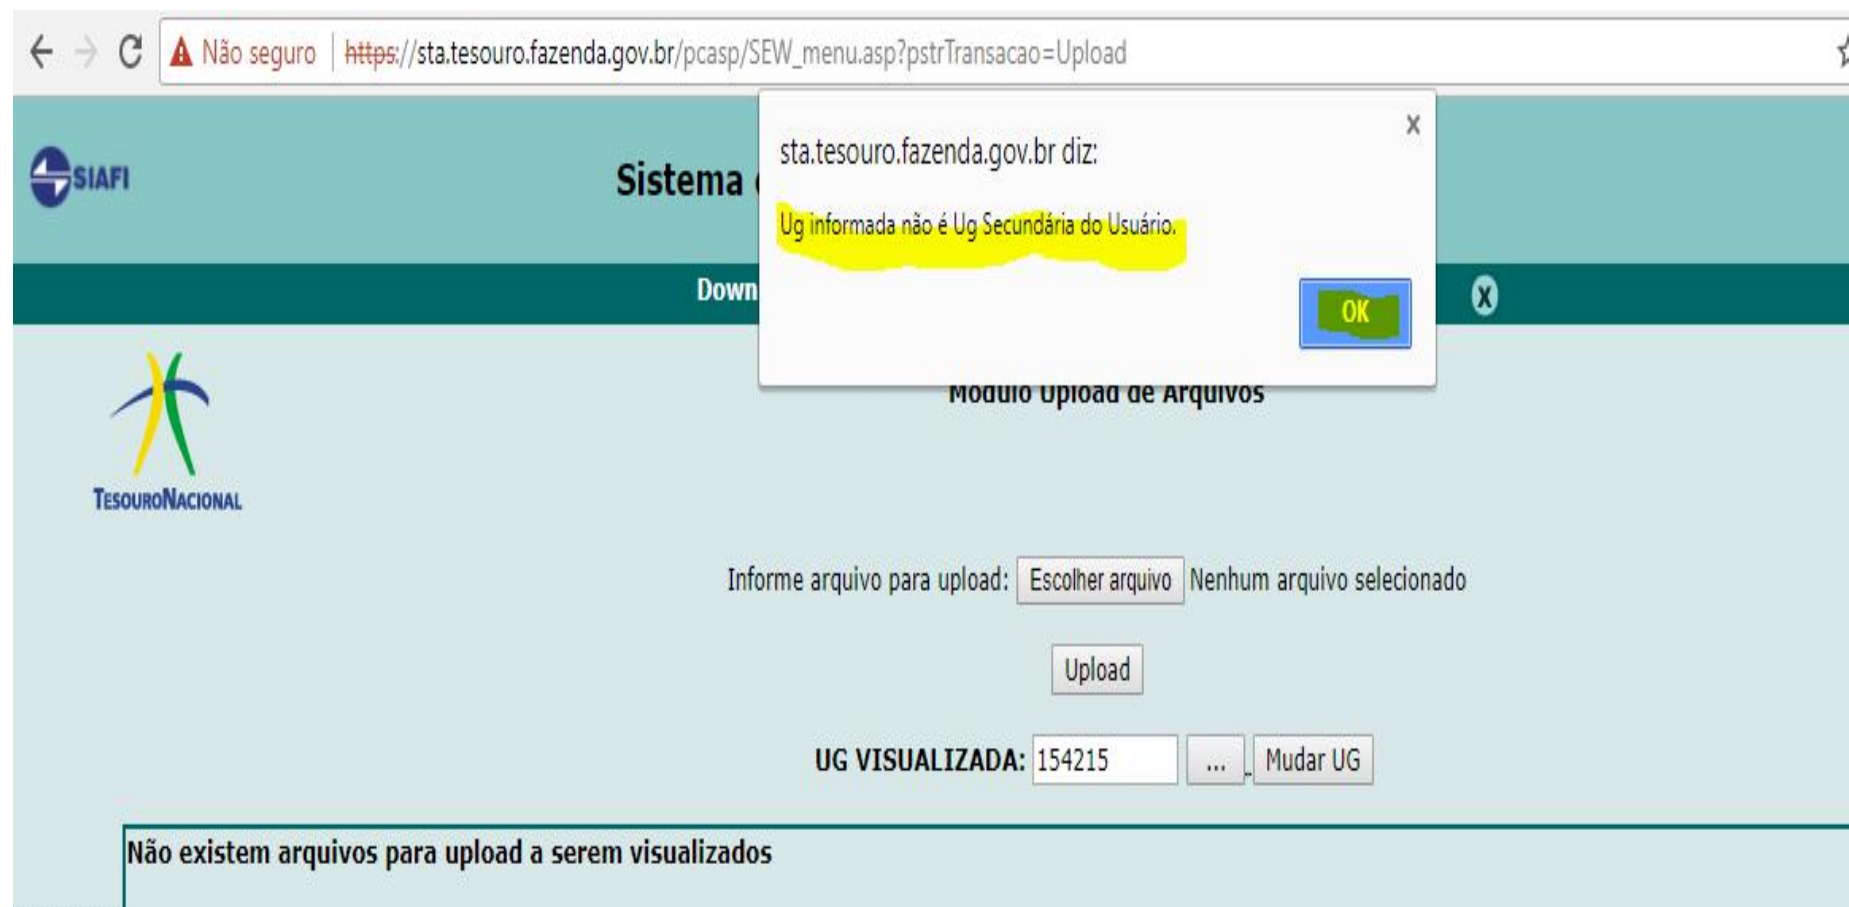 Não seguro | https://sta.tesouro.fazenda.gov.br/pcasp/SEW_menu.asp?pstrTransacao=Upload
sta.tesouro.fazenda.gov.br diz:
x
SIAFI
Sistema
Ug informada não é Ug Secundária do Usuário.
Down
OK
x
Módulo Upload de Arquivos
TESOURONACIONAL
Informe arquivo para upload: Escolher arquivo Nenhum arquivo selecionado
Upload
UG VISUALIZADA: 154215 ... Mudar UG
Não existem arquivos para upload a serem visualizados